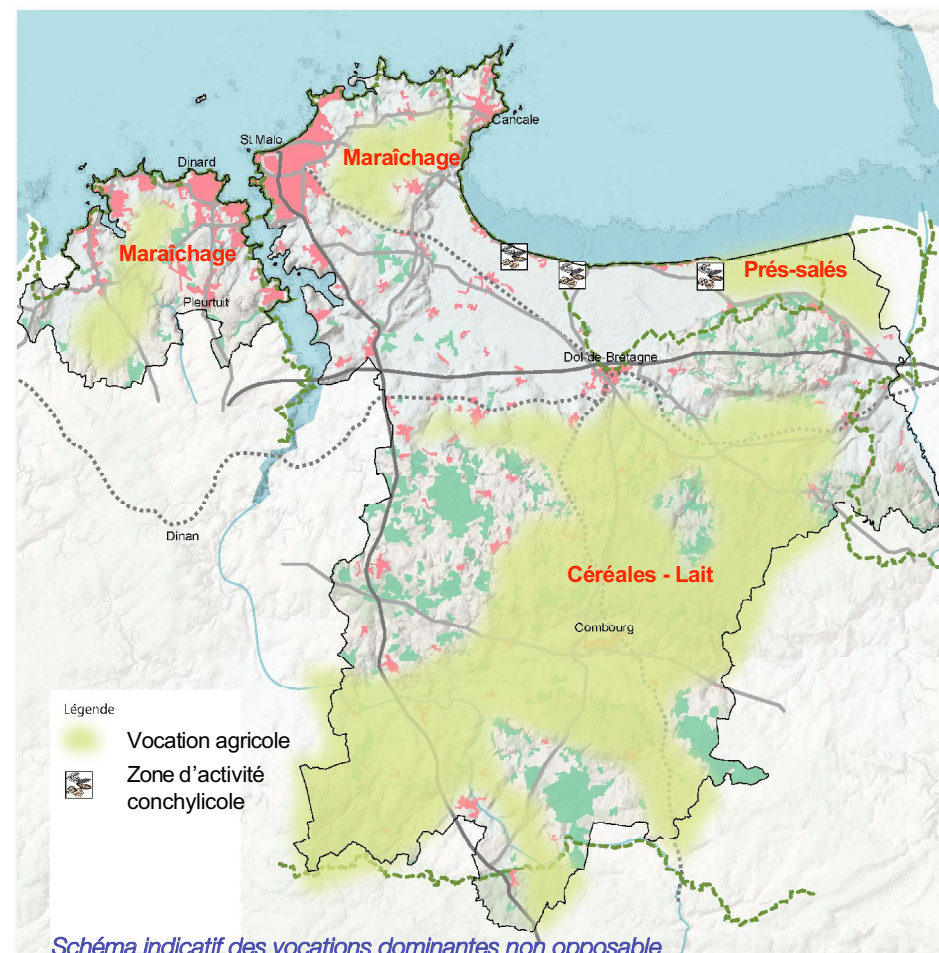 Cancale
St Malo
Maraîchage
Dinard
Maraîchage
Prés-salés
Pleurtuit
Dol-de-Bretagne
Dinan
Céréales - Lait
Combourg
Légende
Vocation agricole
Zone d'activité
conchylicole
Schéma indicatif des vocations dominantes non opposable